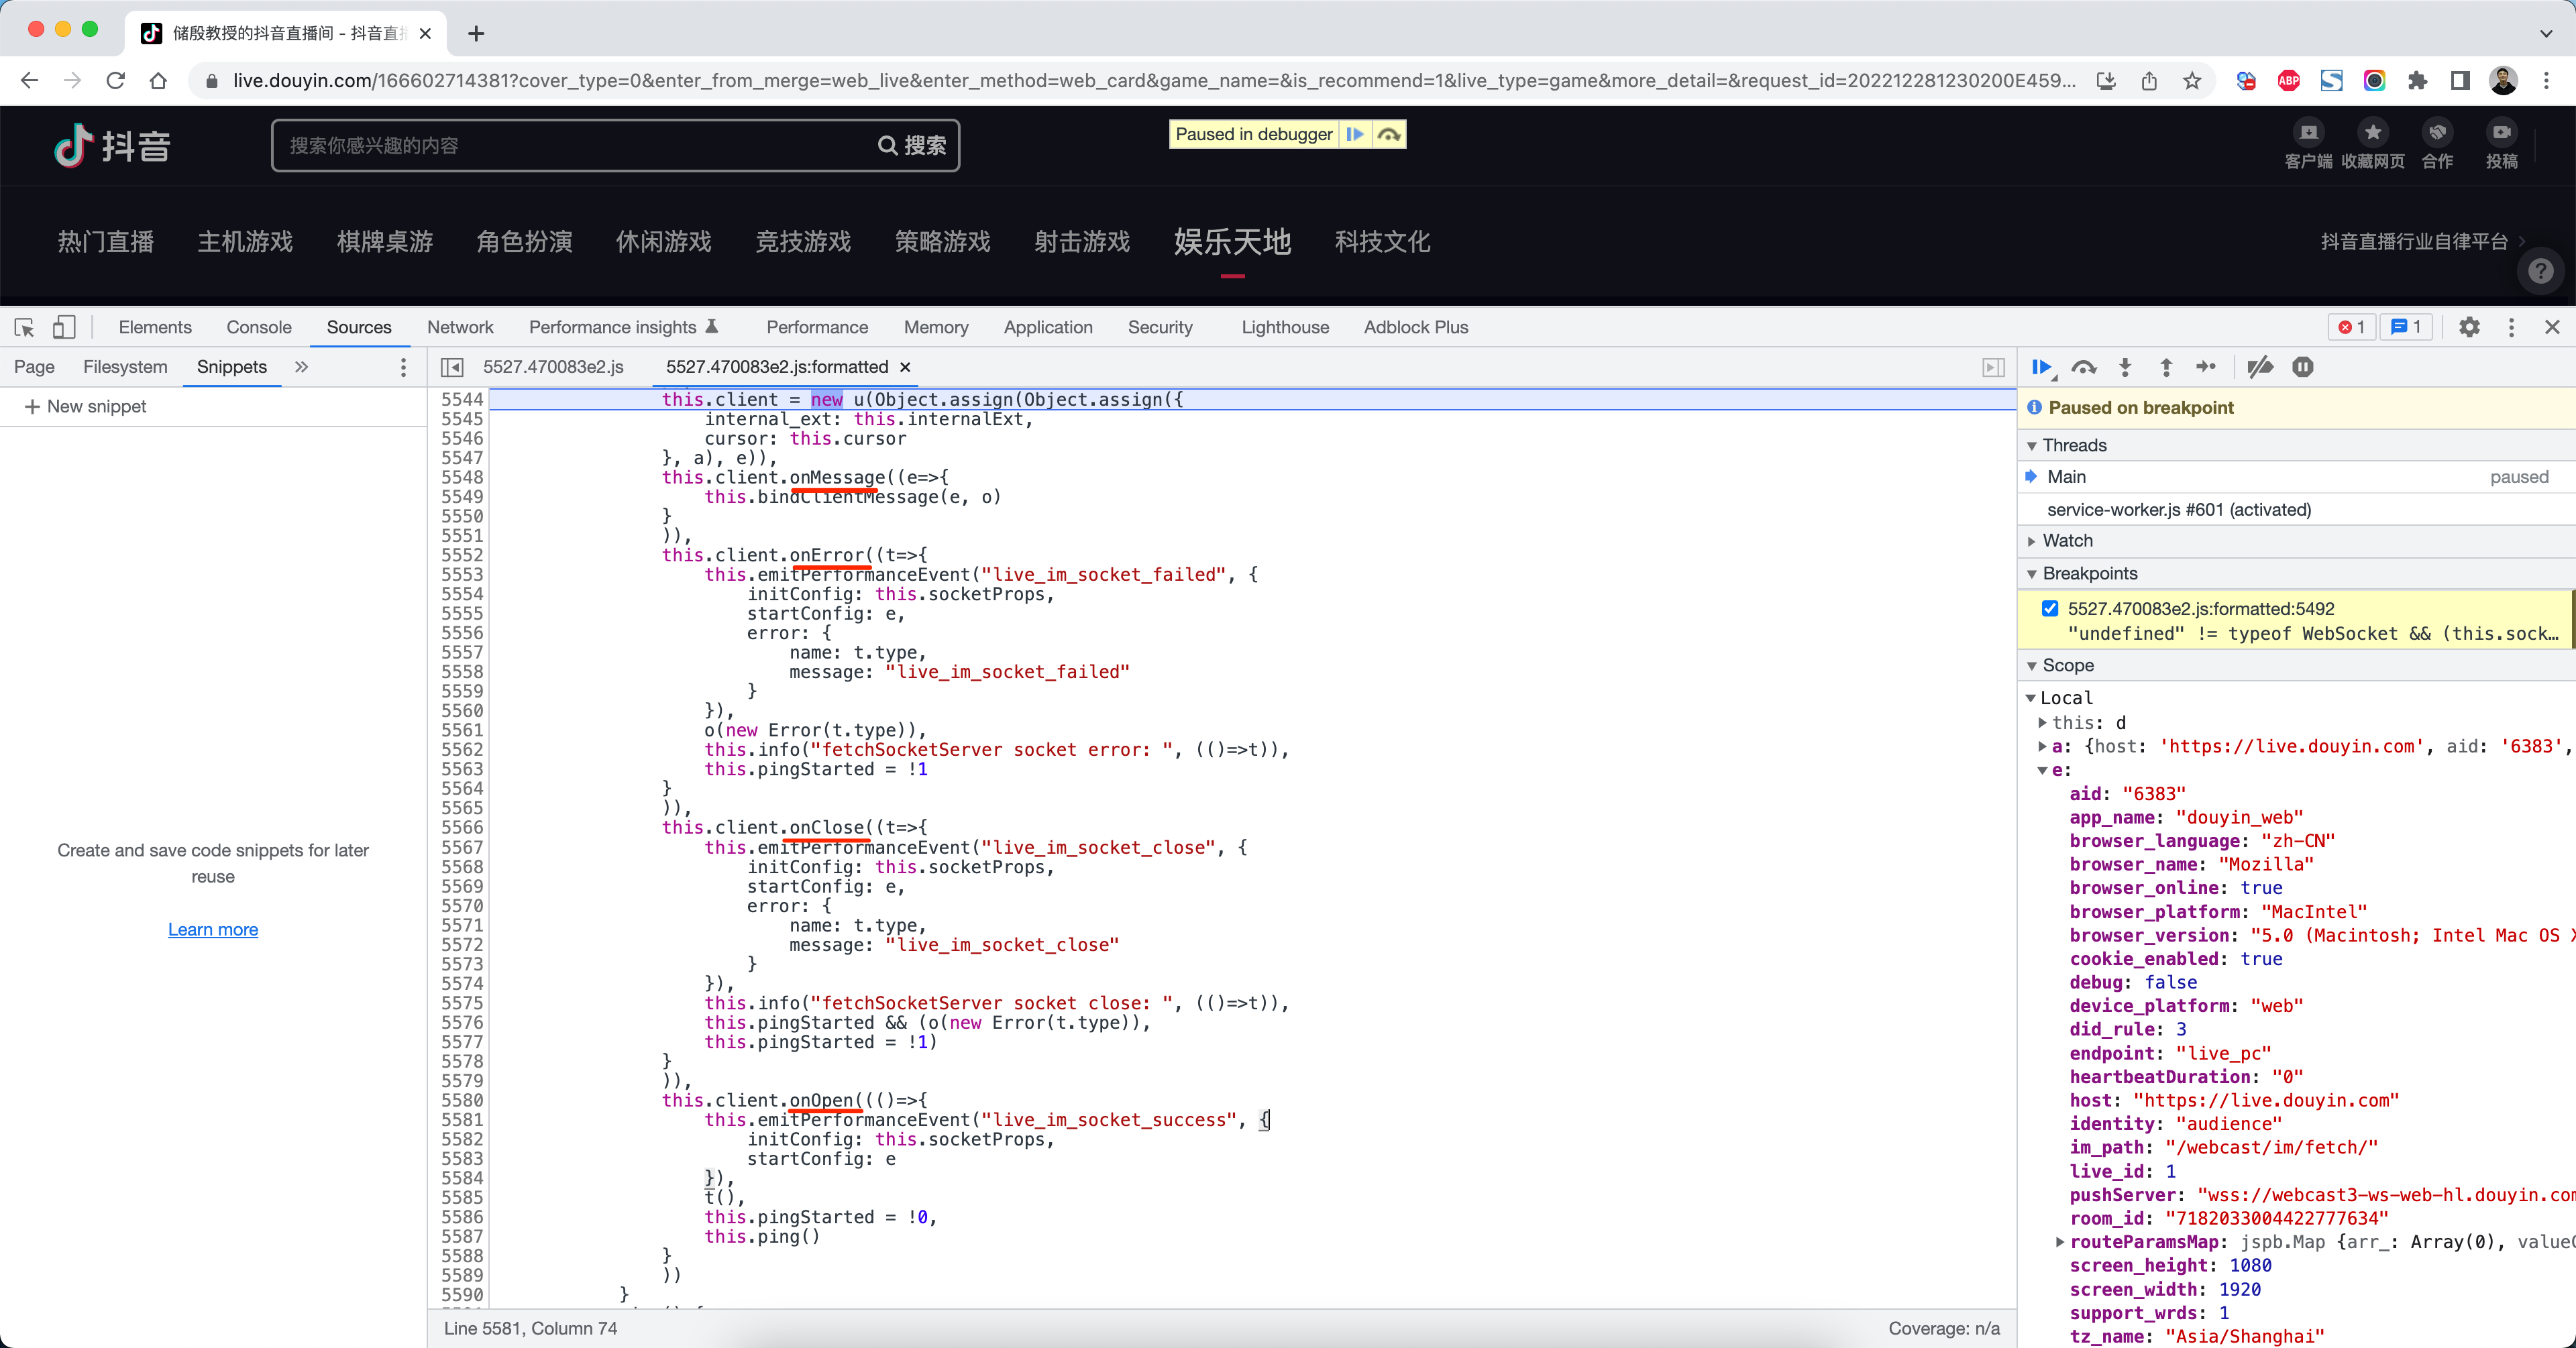 储殷教授的抖音直播间 - 抖音直播
live.douyin.com/166602714381?cover_type=0&enter_from_merge=web_live&enter_method=web_card&game_name=&is_recommend=1&live_type=game&more_detail=&request_id=202212281230200E459...
ABP
抖音
搜索你感兴趣的内容
搜索
Paused in debugger
客户端 收藏网页 合作 投稿
热门直播 主机游戏 棋牌桌游 角色扮演 休闲游戏 竞技游戏 策略游戏 射击游戏 娱乐天地 科技文化
抖音直播行业自律平台
Elements Console Sources Network Performance insights Performance Memory Application Security Lighthouse Adblock Plus
1 1
Page Filesystem Snippets
+ New snippet
Create and save code snippets for later
reuse
Learn more
5527.470083e2.js 5527.470083e2.js:formatted
5544 this.client = new u(Object.assign(Object.assign({
5545 internal_ext: this.internalExt,
5546 cursor: this.cursor
5547 }, a), e)),
5548 this.client.onMessage((e=>{
5549 this.bindClientMessage(e, o)
5550 }
5551 )),
5552 this.client.onError((t=>{
5553 this.emitPerformanceEvent("live_im_socket_failed", {
5554 initConfig: this.socketProps,
5555 startConfig: e,
5556 error: {
5557 name: t.type,
5558 message: "live_im_socket_failed"
5559 }
5560 }),
5561 o(new Error(t.type)),
5562 this.info("fetchSocketServer socket error: ", (()=>t)),
5563 this.pingStarted = !1
5564 }
5565 )),
5566 this.client.onClose((t=>{
5567 this.emitPerformanceEvent("live_im_socket_close", {
5568 initConfig: this.socketProps,
5569 startConfig: e,
5570 error: {
5571 name: t.type,
5572 message: "live_im_socket_close"
5573 }
5574 }),
5575 this.info("fetchSocketServer socket close: ", (()=>t)),
5576 this.pingStarted && (o(new Error(t.type)),
5577 this.pingStarted = !1)
5578 }
5579 )),
5580 this.client.onOpen((()=>{
5581 this.emitPerformanceEvent("live_im_socket_success", {
5582 initConfig: this.socketProps,
5583 startConfig: e
5584 }),
5585 t(),
5586 this.pingStarted = !0,
5587 this.ping()
5588 }
5589 ))
5590 }
Line 5581, Column 74
Coverage: n/a
Paused on breakpoint
Threads
Main paused
service-worker.js #601 (activated)
Watch
Breakpoints
5527.470083e2.js:formatted:5492
"undefined" != typeof WebSocket && (this.sock…
Scope
Local
this: d
a: {host: 'https://live.douyin.com', aid: '6383',
e:
aid: "6383"
app_name: "douyin_web"
browser_language: "zh-CN"
browser_name: "Mozilla"
browser_online: true
browser_platform: "MacIntel"
browser_version: "5.0 (Macintosh; Intel Mac OS X
cookie_enabled: true
debug: false
device_platform: "web"
did_rule: 3
endpoint: "live_pc"
heartbeatDuration: "0"
host: "https://live.douyin.com"
identity: "audience"
im_path: "/webcast/im/fetch/"
live_id: 1
pushServer: "wss://webcast3-ws-web-hl.douyin.com
room_id: "7182033004422777634"
routeParamsMap: jspb.Map {arr_: Array(0), value
screen_height: 1080
screen_width: 1920
support_wrds: 1
tz_name: "Asia/Shanghai"